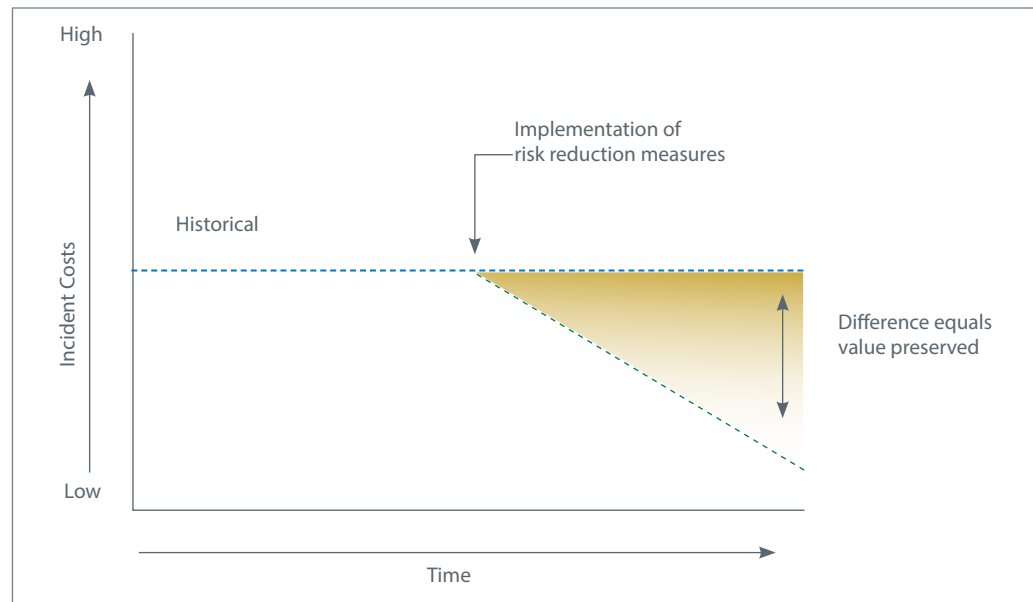 High
Implementation of
risk reduction measures
Historical
Incident Costs
Difference equals
value preserved
Low
Time